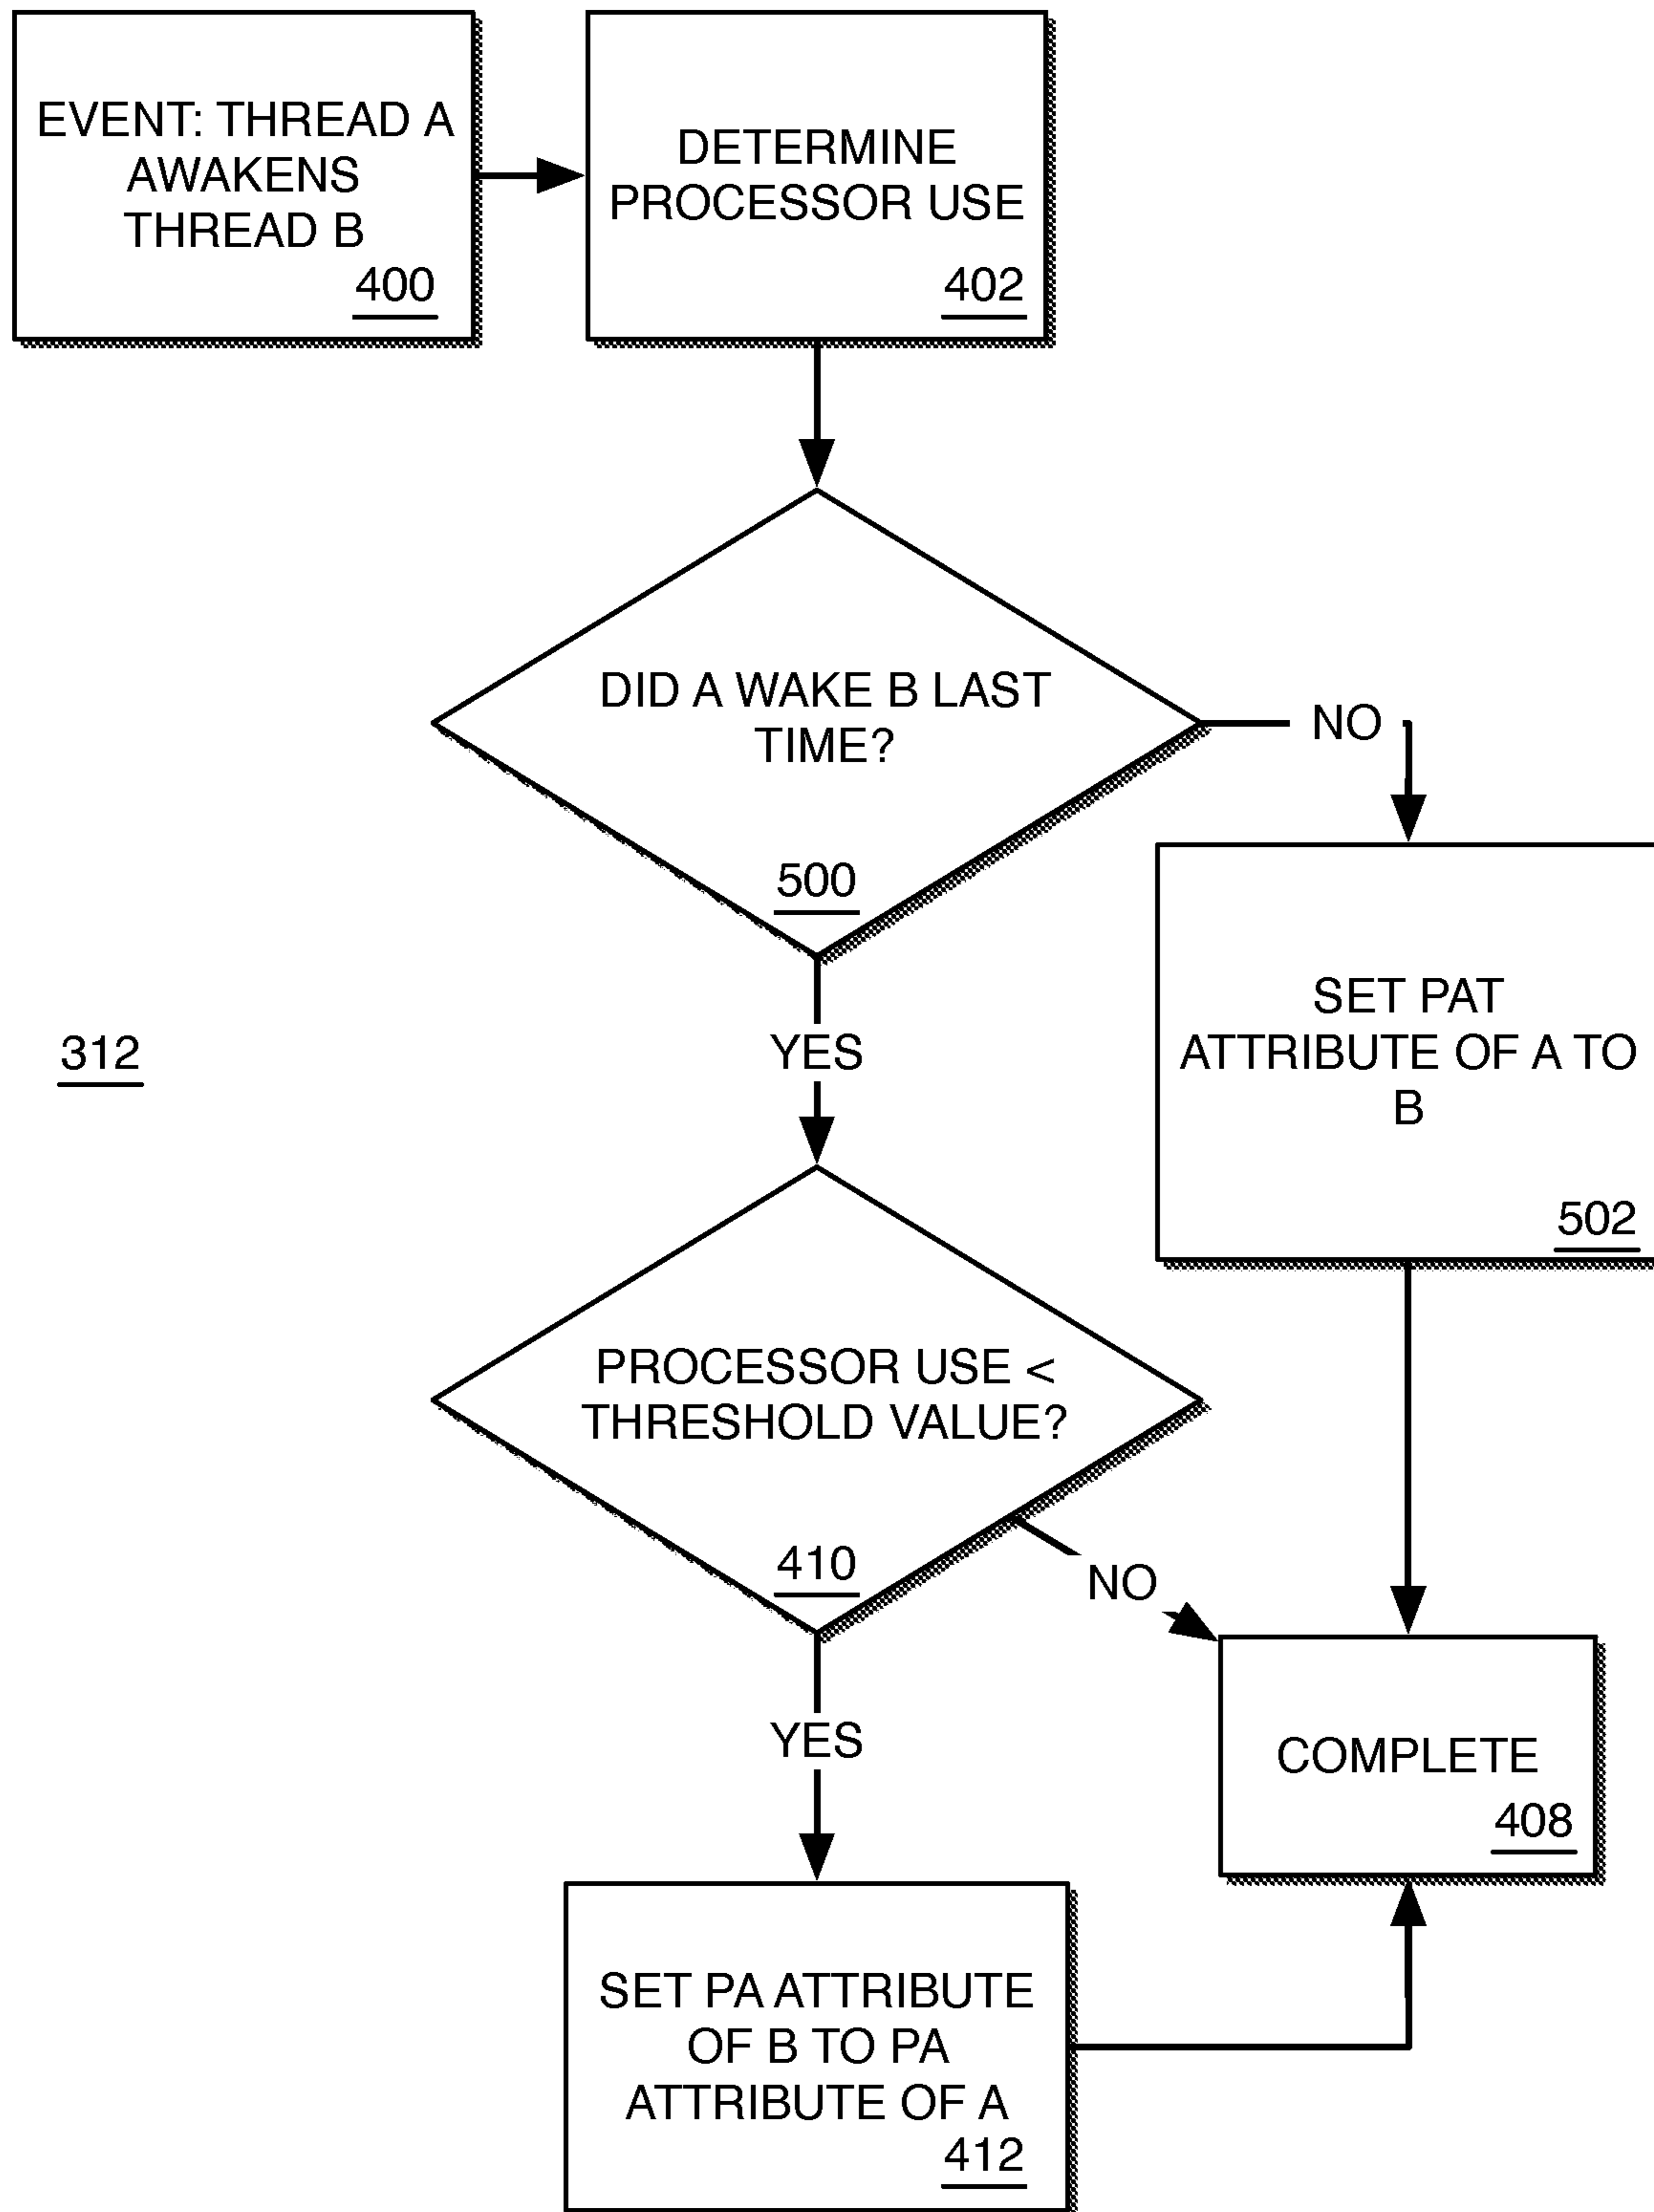 EVENT: THREAD A
AWAKENS
THREAD B
400
DETERMINE
PROCESSOR USE
402
DID A WAKE B LAST
TIME?
500
NO
YES
SET PAT
ATTRIBUTE OF A TO
B
502
312
PROCESSOR USE <
THRESHOLD VALUE?
410
NO
YES
COMPLETE
408
SET PA ATTRIBUTE
OF B TO PA
ATTRIBUTE OF A
412